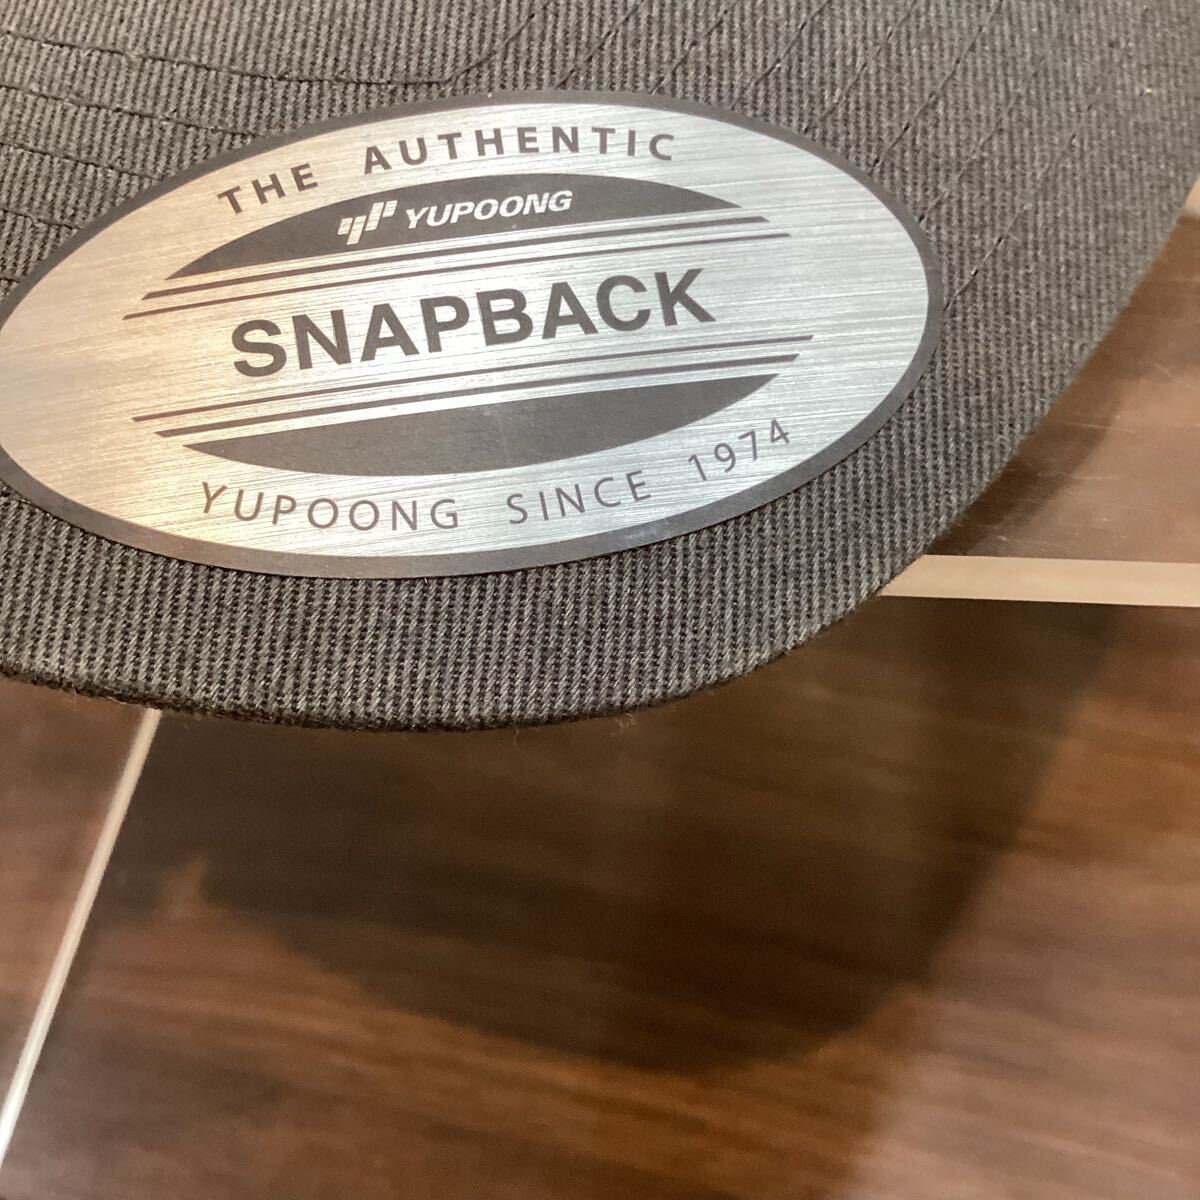 THE AUTHENTIC
YUPOONG
SNAPBACK
YUPOONG SINCE 1974